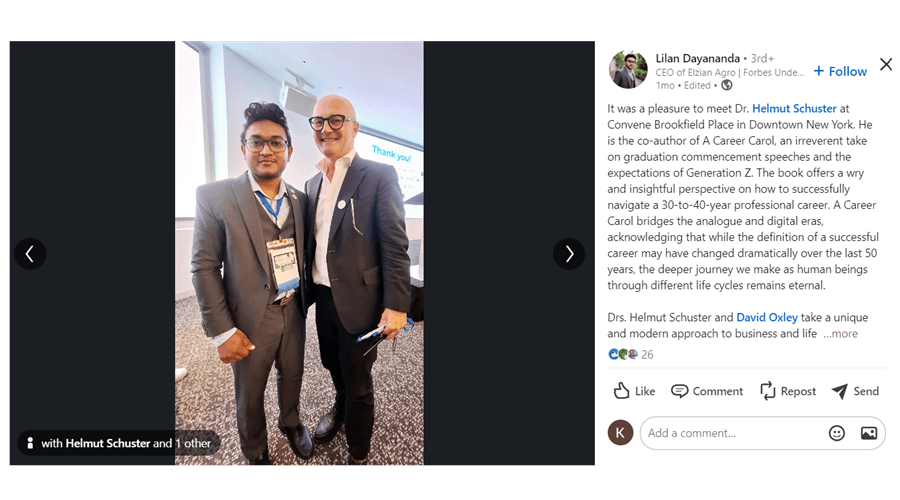 Thank you!
with Helmut Schuster and 1 other
Lilan Dayananda • 3rd+
CEO of Elzian Agro | Forbes Unde...
1mo • Edited •
+ Follow
It was a pleasure to meet Dr. Helmut Schuster at
Convene Brookfield Place in Downtown New York. He
is the co-author of A Career Carol, an irreverent take
on graduation commencement speeches and the
expectations of Generation Z. The book offers a wry
and insightful perspective on how to successfully
navigate a 30-to-40-year professional career. A Career
Carol bridges the analogue and digital eras,
acknowledging that while the definition of a successful
career may have changed dramatically over the last 50
years, the deeper journey we make as human beings
through different life cycles remains eternal.
Drs. Helmut Schuster and David Oxley take a unique
and modern approach to business and life ...more
26
Like Comment Repost Send
K
Add a comment...